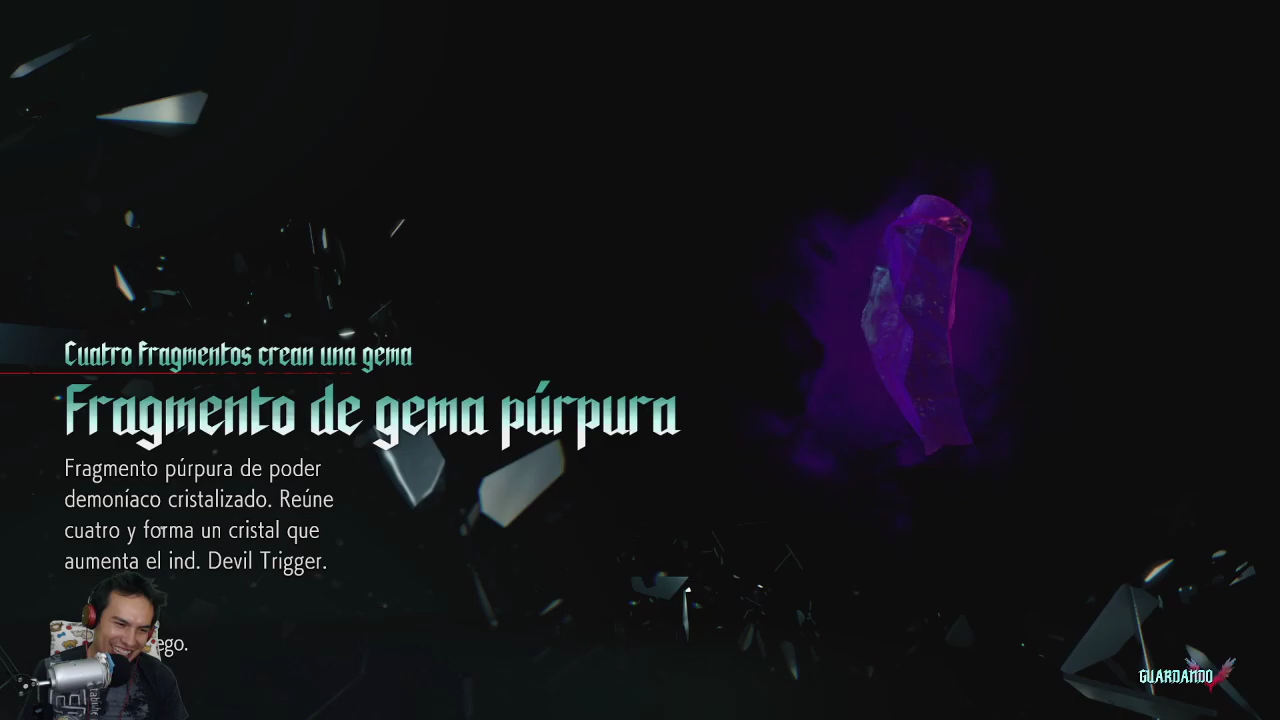 Cuatro fragmentos crean una gema
Fragmento de gema púrpura
Fragmento púrpura de poder
demoníaco cristalizado. Reúne
cuatro y forma un cristal que
aumenta el ind. Devil Trigger.
ego.
GUARDANDO